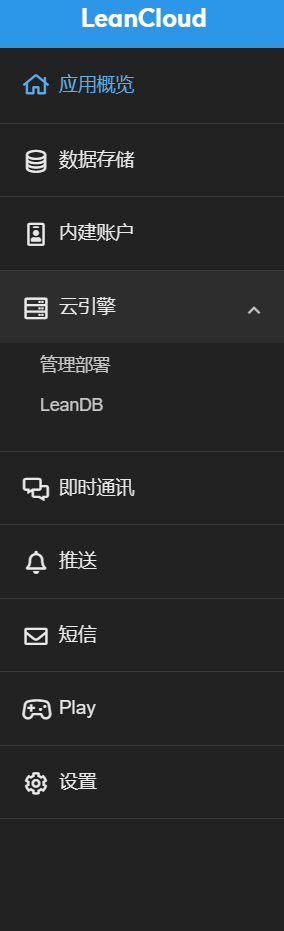 LeanCloud
应用概览
数据存储
内建账户
云引擎
管理部署
LeanDB
即时通讯
推送
短信
Play
设置